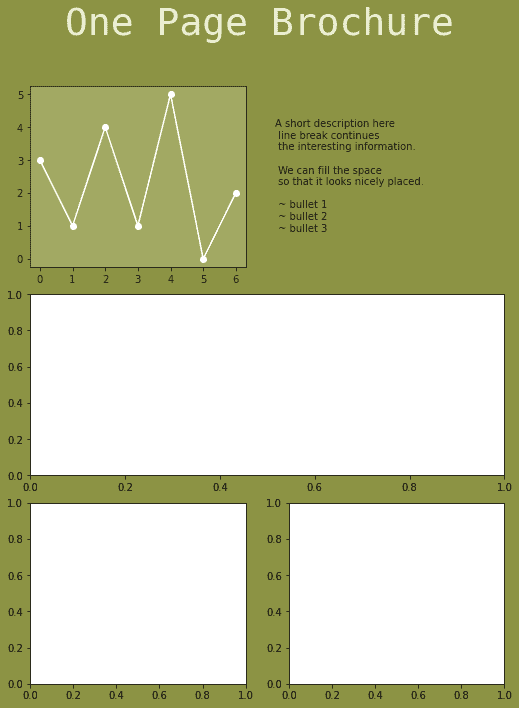 One Page Brochure
5
4
3
2
1
0
0 1 2 3 4 5 6
A short description here
line break continues
the interesting information.
We can fill the space
so that it looks nicely placed.
~ bullet 1
~ bullet 2
~ bullet 3
1.0
0.8
0.6
0.4
0.2
0.0
0.0 0.2 0.4 0.6 0.8 1.0
1.0
0.8
0.6
0.4
0.2
0.0
0.0 0.2 0.4 0.6 0.8 1.0
1.0
0.8
0.6
0.4
0.2
0.0
0.0 0.2 0.4 0.6 0.8 1.0